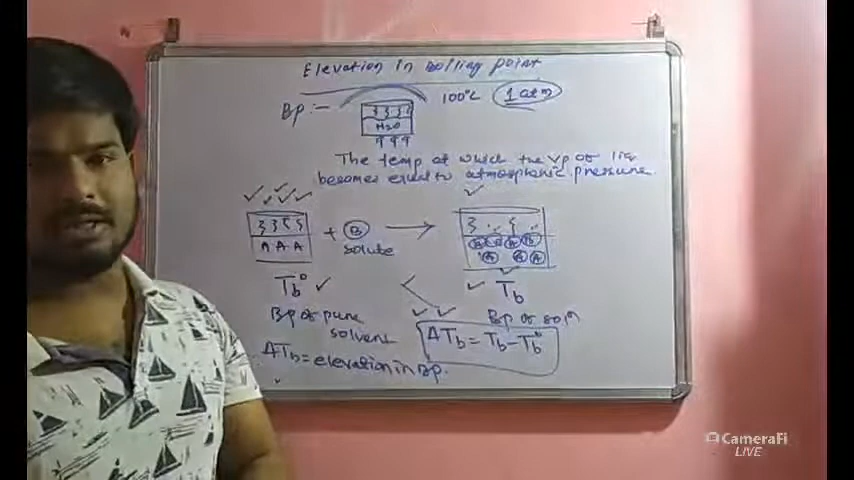 Elevation in Boiling point
Bp :-
100°C
1 atm
H₂O
The temp at which the vp of liq
becomes equal to atmospheric pressure.
A A A
+ B →
solute
Tb°
Tb
Bp of pure
solvent
Bp of sol n
ΔTb = Tb - Tb°
ΔTb = elevation in Bp.
CameraFi
LIVE